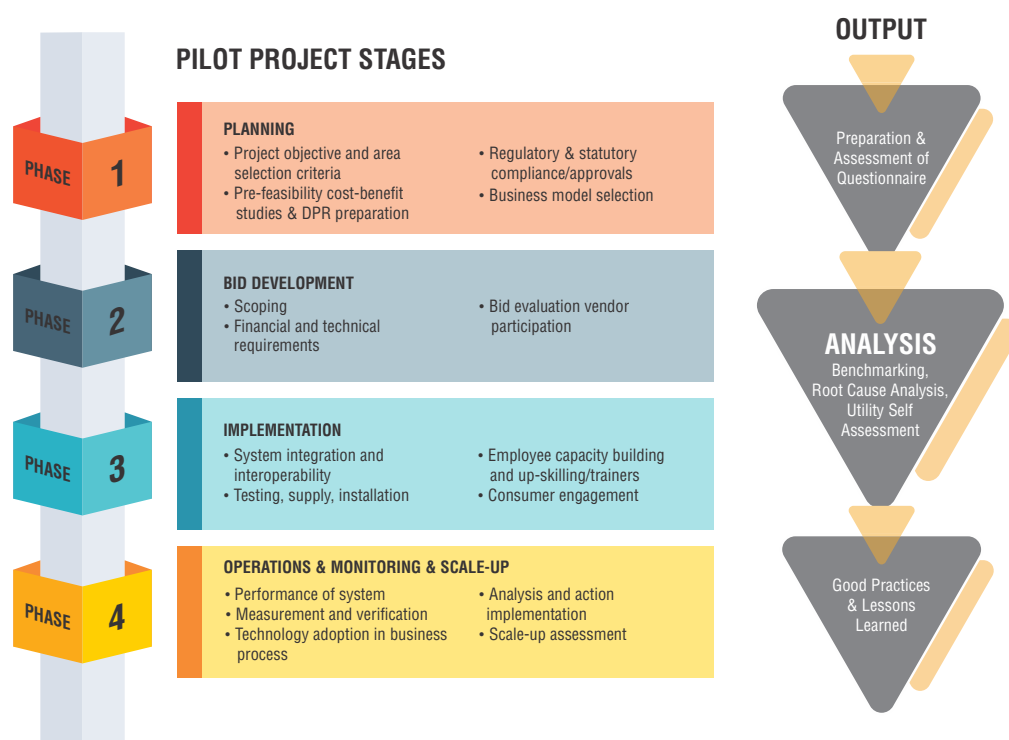 PILOT PROJECT STAGES
PHASE 1
PLANNING
• Project objective and area
selection criteria
• Pre-feasibility cost-benefit
studies & DPR preparation
• Regulatory & statutory
compliance/approvals
• Business model selection
PHASE 2
BID DEVELOPMENT
• Scoping
• Financial and technical
requirements
• Bid evaluation vendor
participation
PHASE 3
IMPLEMENTATION
• System integration and
interoperability
• Testing, supply, installation
• Employee capacity building
and up-skilling/trainers
• Consumer engagement
PHASE 4
OPERATIONS & MONITORING & SCALE-UP
• Performance of system
• Measurement and verification
• Technology adoption in business
process
• Analysis and action
implementation
• Scale-up assessment
OUTPUT
Preparation &
Assessment of
Questionnaire
ANALYSIS
Benchmarking,
Root Cause Analysis,
Utility Self
Assessment
Good Practices
& Lessons
Learned